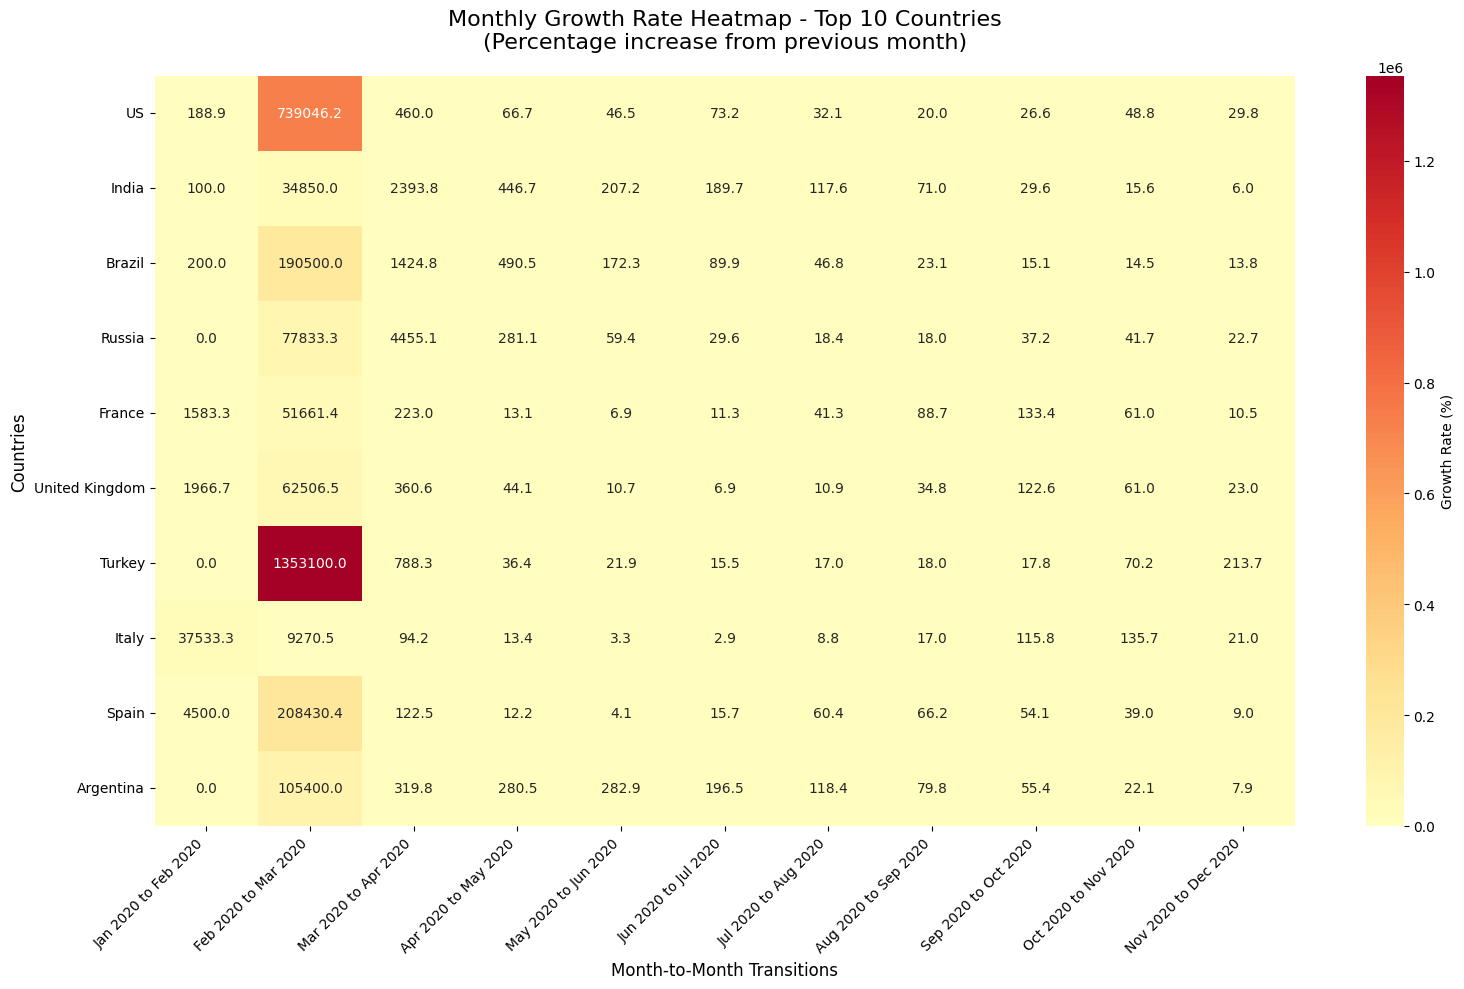 Monthly Growth Rate Heatmap - Top 10 Countries
(Percentage increase from previous month)
1e6
US 188.9 739046.2 460.0 66.7 46.5 73.2 32.1 20.0 26.6 48.8 29.8
India 100.0 34850.0 2393.8 446.7 207.2 189.7 117.6 71.0 29.6 15.6 6.0
Brazil 200.0 190500.0 1424.8 490.5 172.3 89.9 46.8 23.1 15.1 14.5 13.8
Russia 0.0 77833.3 4455.1 281.1 59.4 29.6 18.4 18.0 37.2 41.7 22.7
France 1583.3 51661.4 223.0 13.1 6.9 11.3 41.3 88.7 133.4 61.0 10.5
United Kingdom 1966.7 62506.5 360.6 44.1 10.7 6.9 10.9 34.8 122.6 61.0 23.0
Turkey 0.0 1353100.0 788.3 36.4 21.9 15.5 17.0 18.0 17.8 70.2 213.7
Italy 37533.3 9270.5 94.2 13.4 3.3 2.9 8.8 17.0 115.8 135.7 21.0
Spain 4500.0 208430.4 122.5 12.2 4.1 15.7 60.4 66.2 54.1 39.0 9.0
Argentina 0.0 105400.0 319.8 280.5 282.9 196.5 118.4 79.8 55.4 22.1 7.9
Countries
Jan 2020 to Feb 2020
Feb 2020 to Mar 2020
Mar 2020 to Apr 2020
Apr 2020 to May 2020
May 2020 to Jun 2020
Jun 2020 to Jul 2020
Jul 2020 to Aug 2020
Aug 2020 to Sep 2020
Sep 2020 to Oct 2020
Oct 2020 to Nov 2020
Nov 2020 to Dec 2020
Month-to-Month Transitions
1.2
1.0
0.8
0.6
0.4
0.2
0.0
Growth Rate (%)